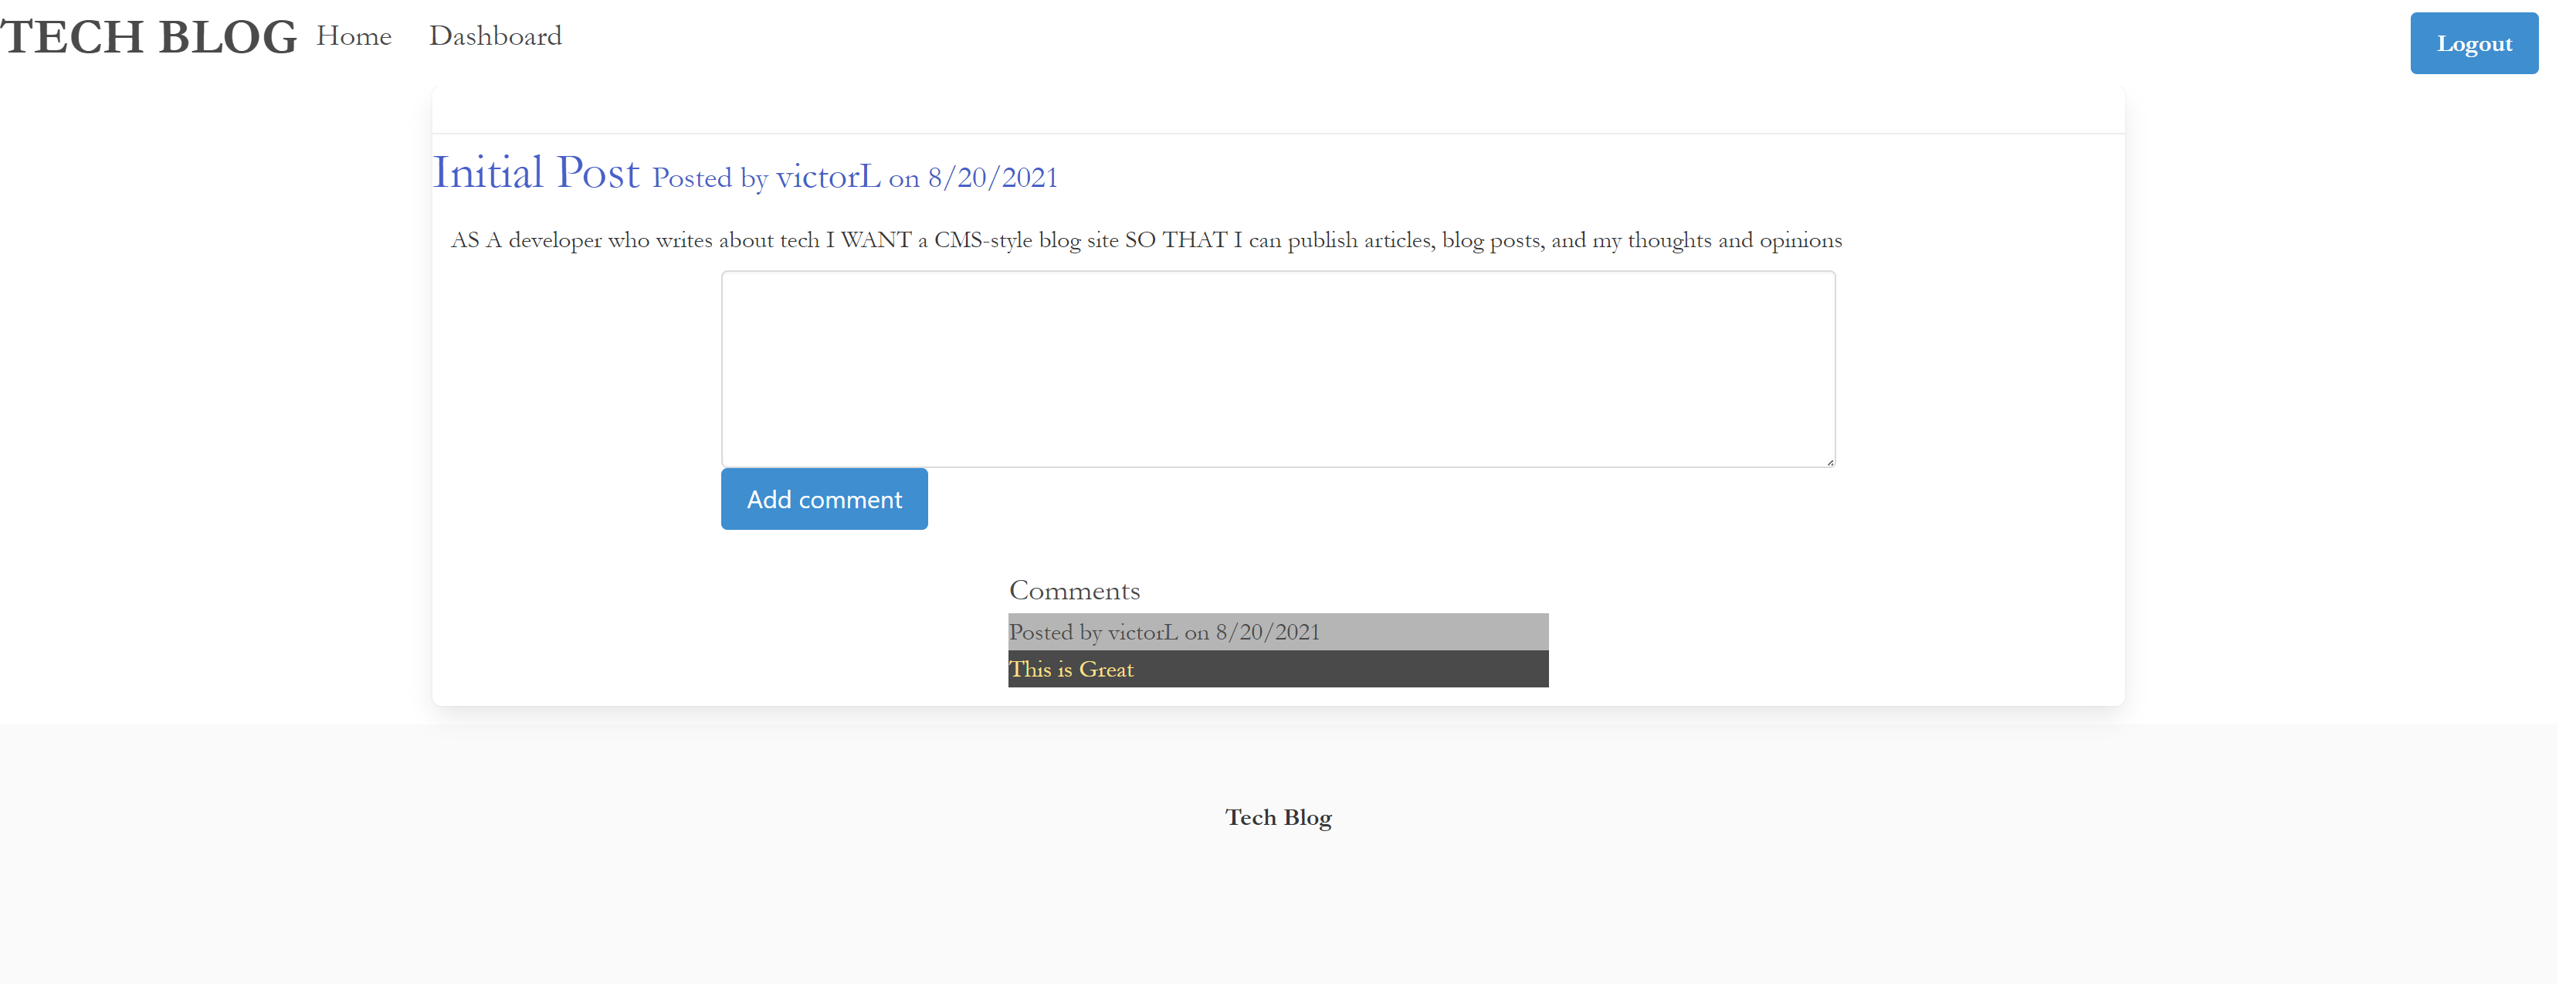 TECH BLOG Home Dashboard Logout
Initial Post Posted by victorL on 8/20/2021
AS A developer who writes about tech I WANT a CMS-style blog site SO THAT I can publish articles, blog posts, and my thoughts and opinions
Add comment
Comments
Posted by victorL on 8/20/2021
This is Great
Tech Blog